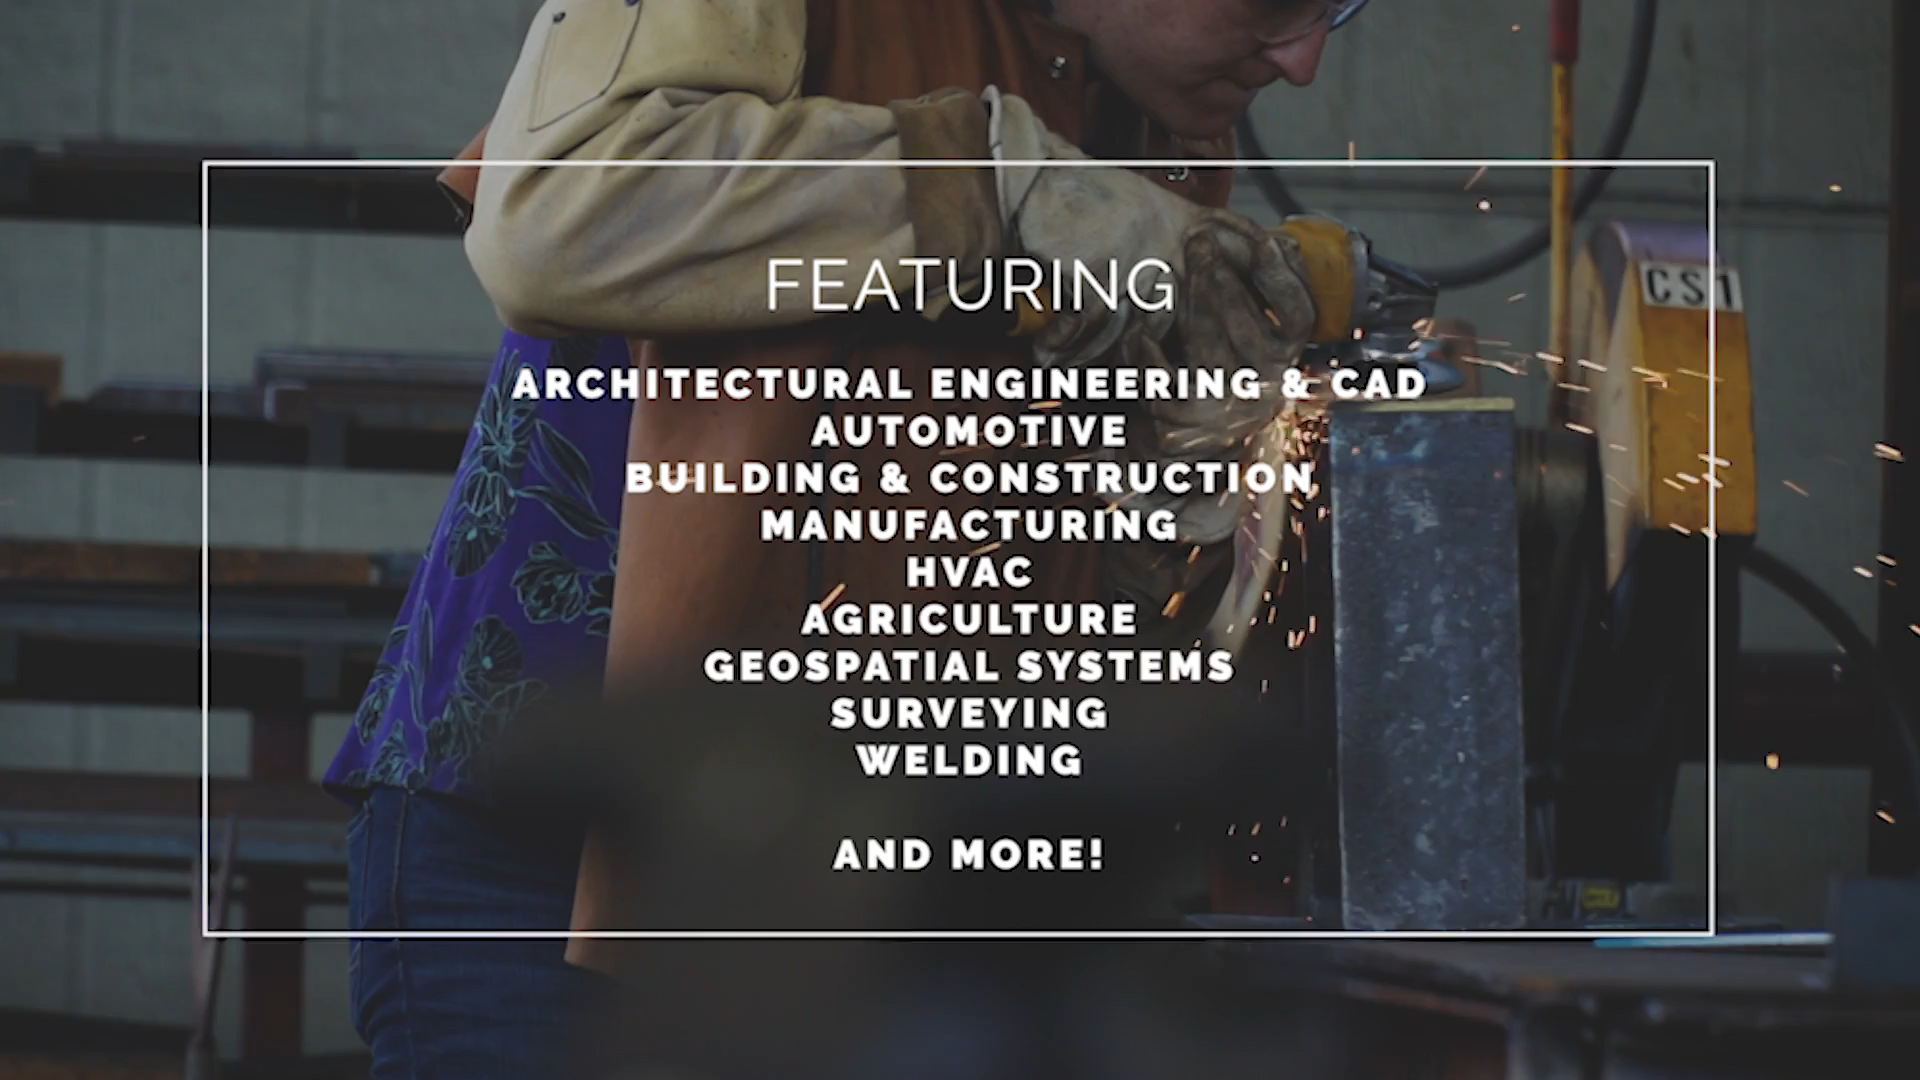 FEATURING
ARCHITECTURAL ENGINEERING & CAD
AUTOMOTIVE
BUILDING & CONSTRUCTION
MANUFACTURING
HVAC
AGRICULTURE
GEOSPATIAL SYSTEMS
SURVEYING
WELDING
AND MORE!
CS1